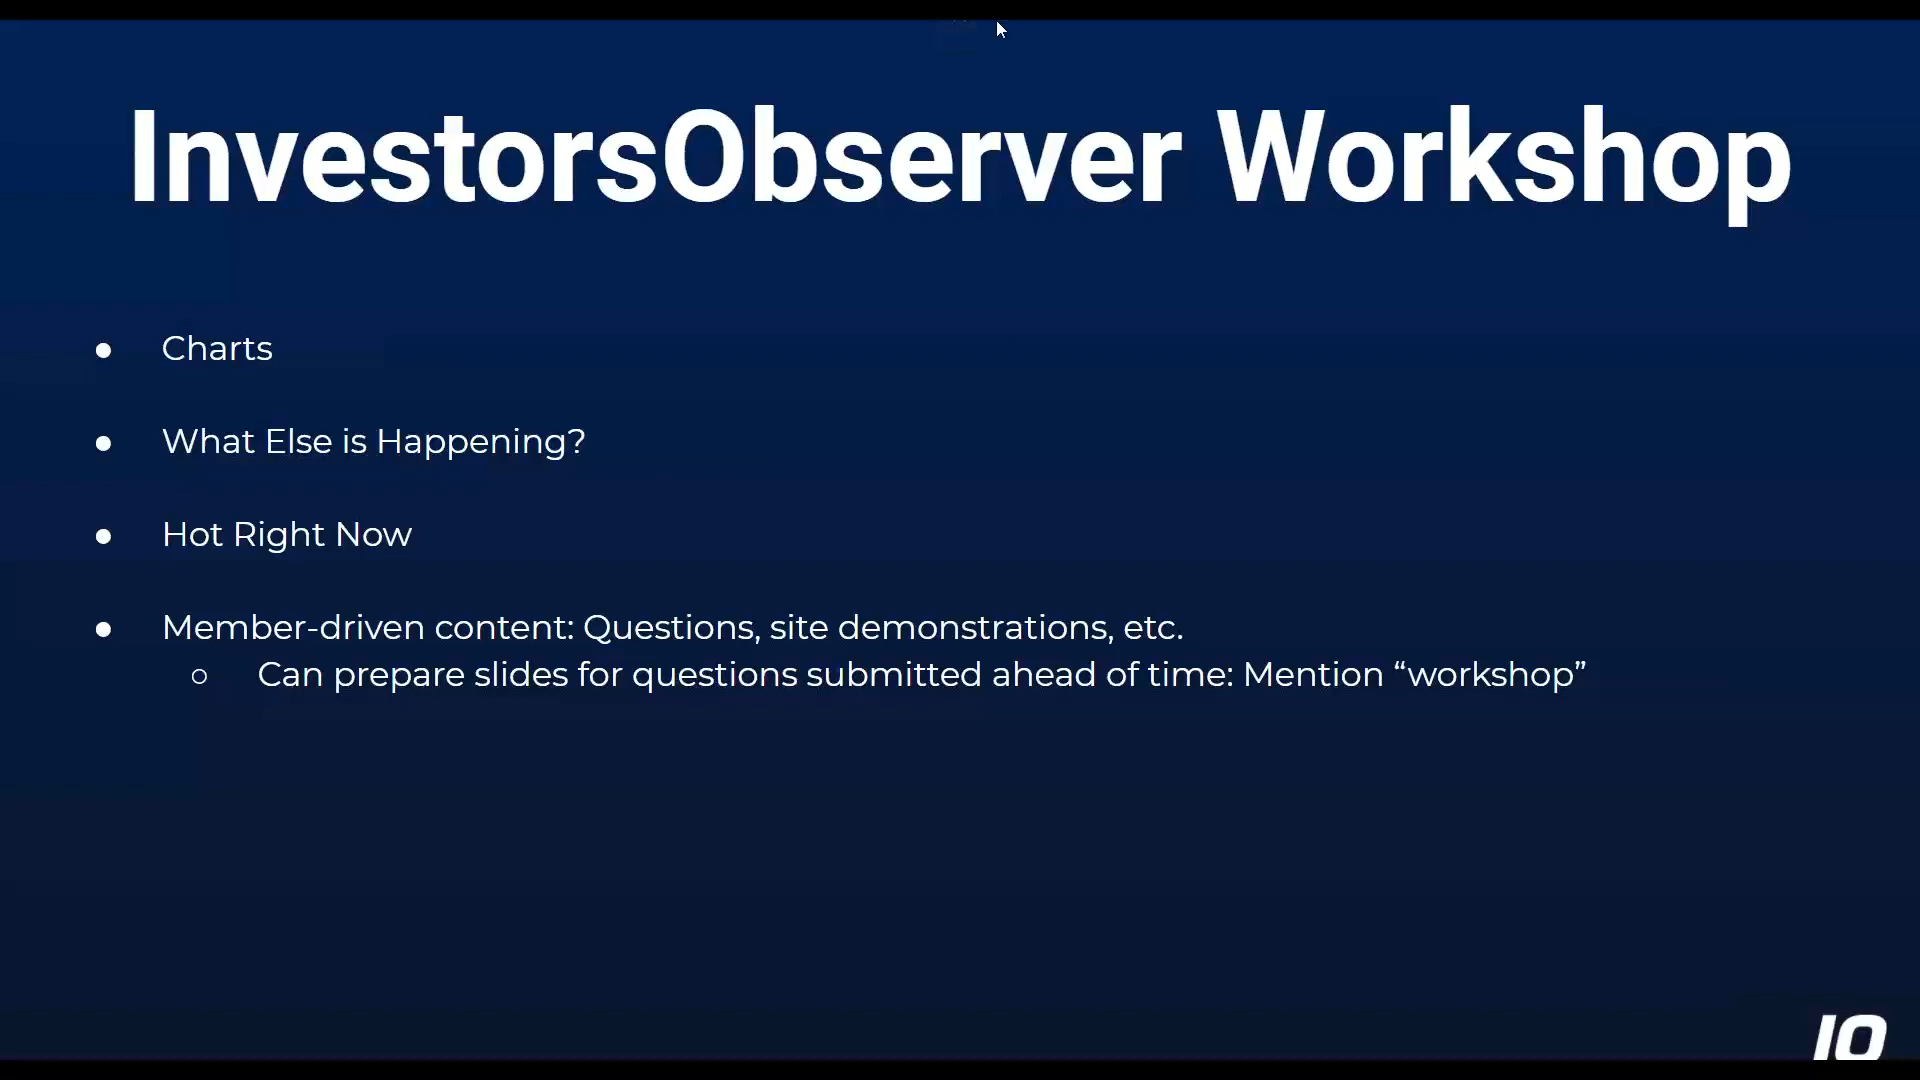 InvestorsObserver Workshop
● Charts
● What Else is Happening?
● Hot Right Now
● Member-driven content: Questions, site demonstrations, etc.
○ Can prepare slides for questions submitted ahead of time: Mention “workshop”
IO